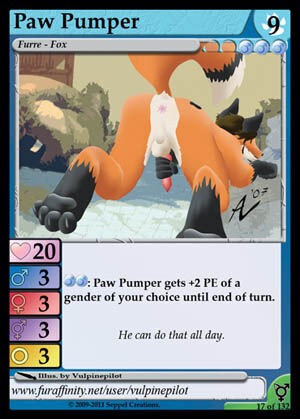 Paw Pumper 9
Furre - Fox
AV '07
20
3
3
3
3
: Paw Pumper gets +2 PE of a
gender of your choice until end of turn.
He can do that all day.
Illus. by Vulpinepilot
www.furaffinity.net/user/vulpinepilot
© 2009-2011 Seppel Creations.
17 of 132